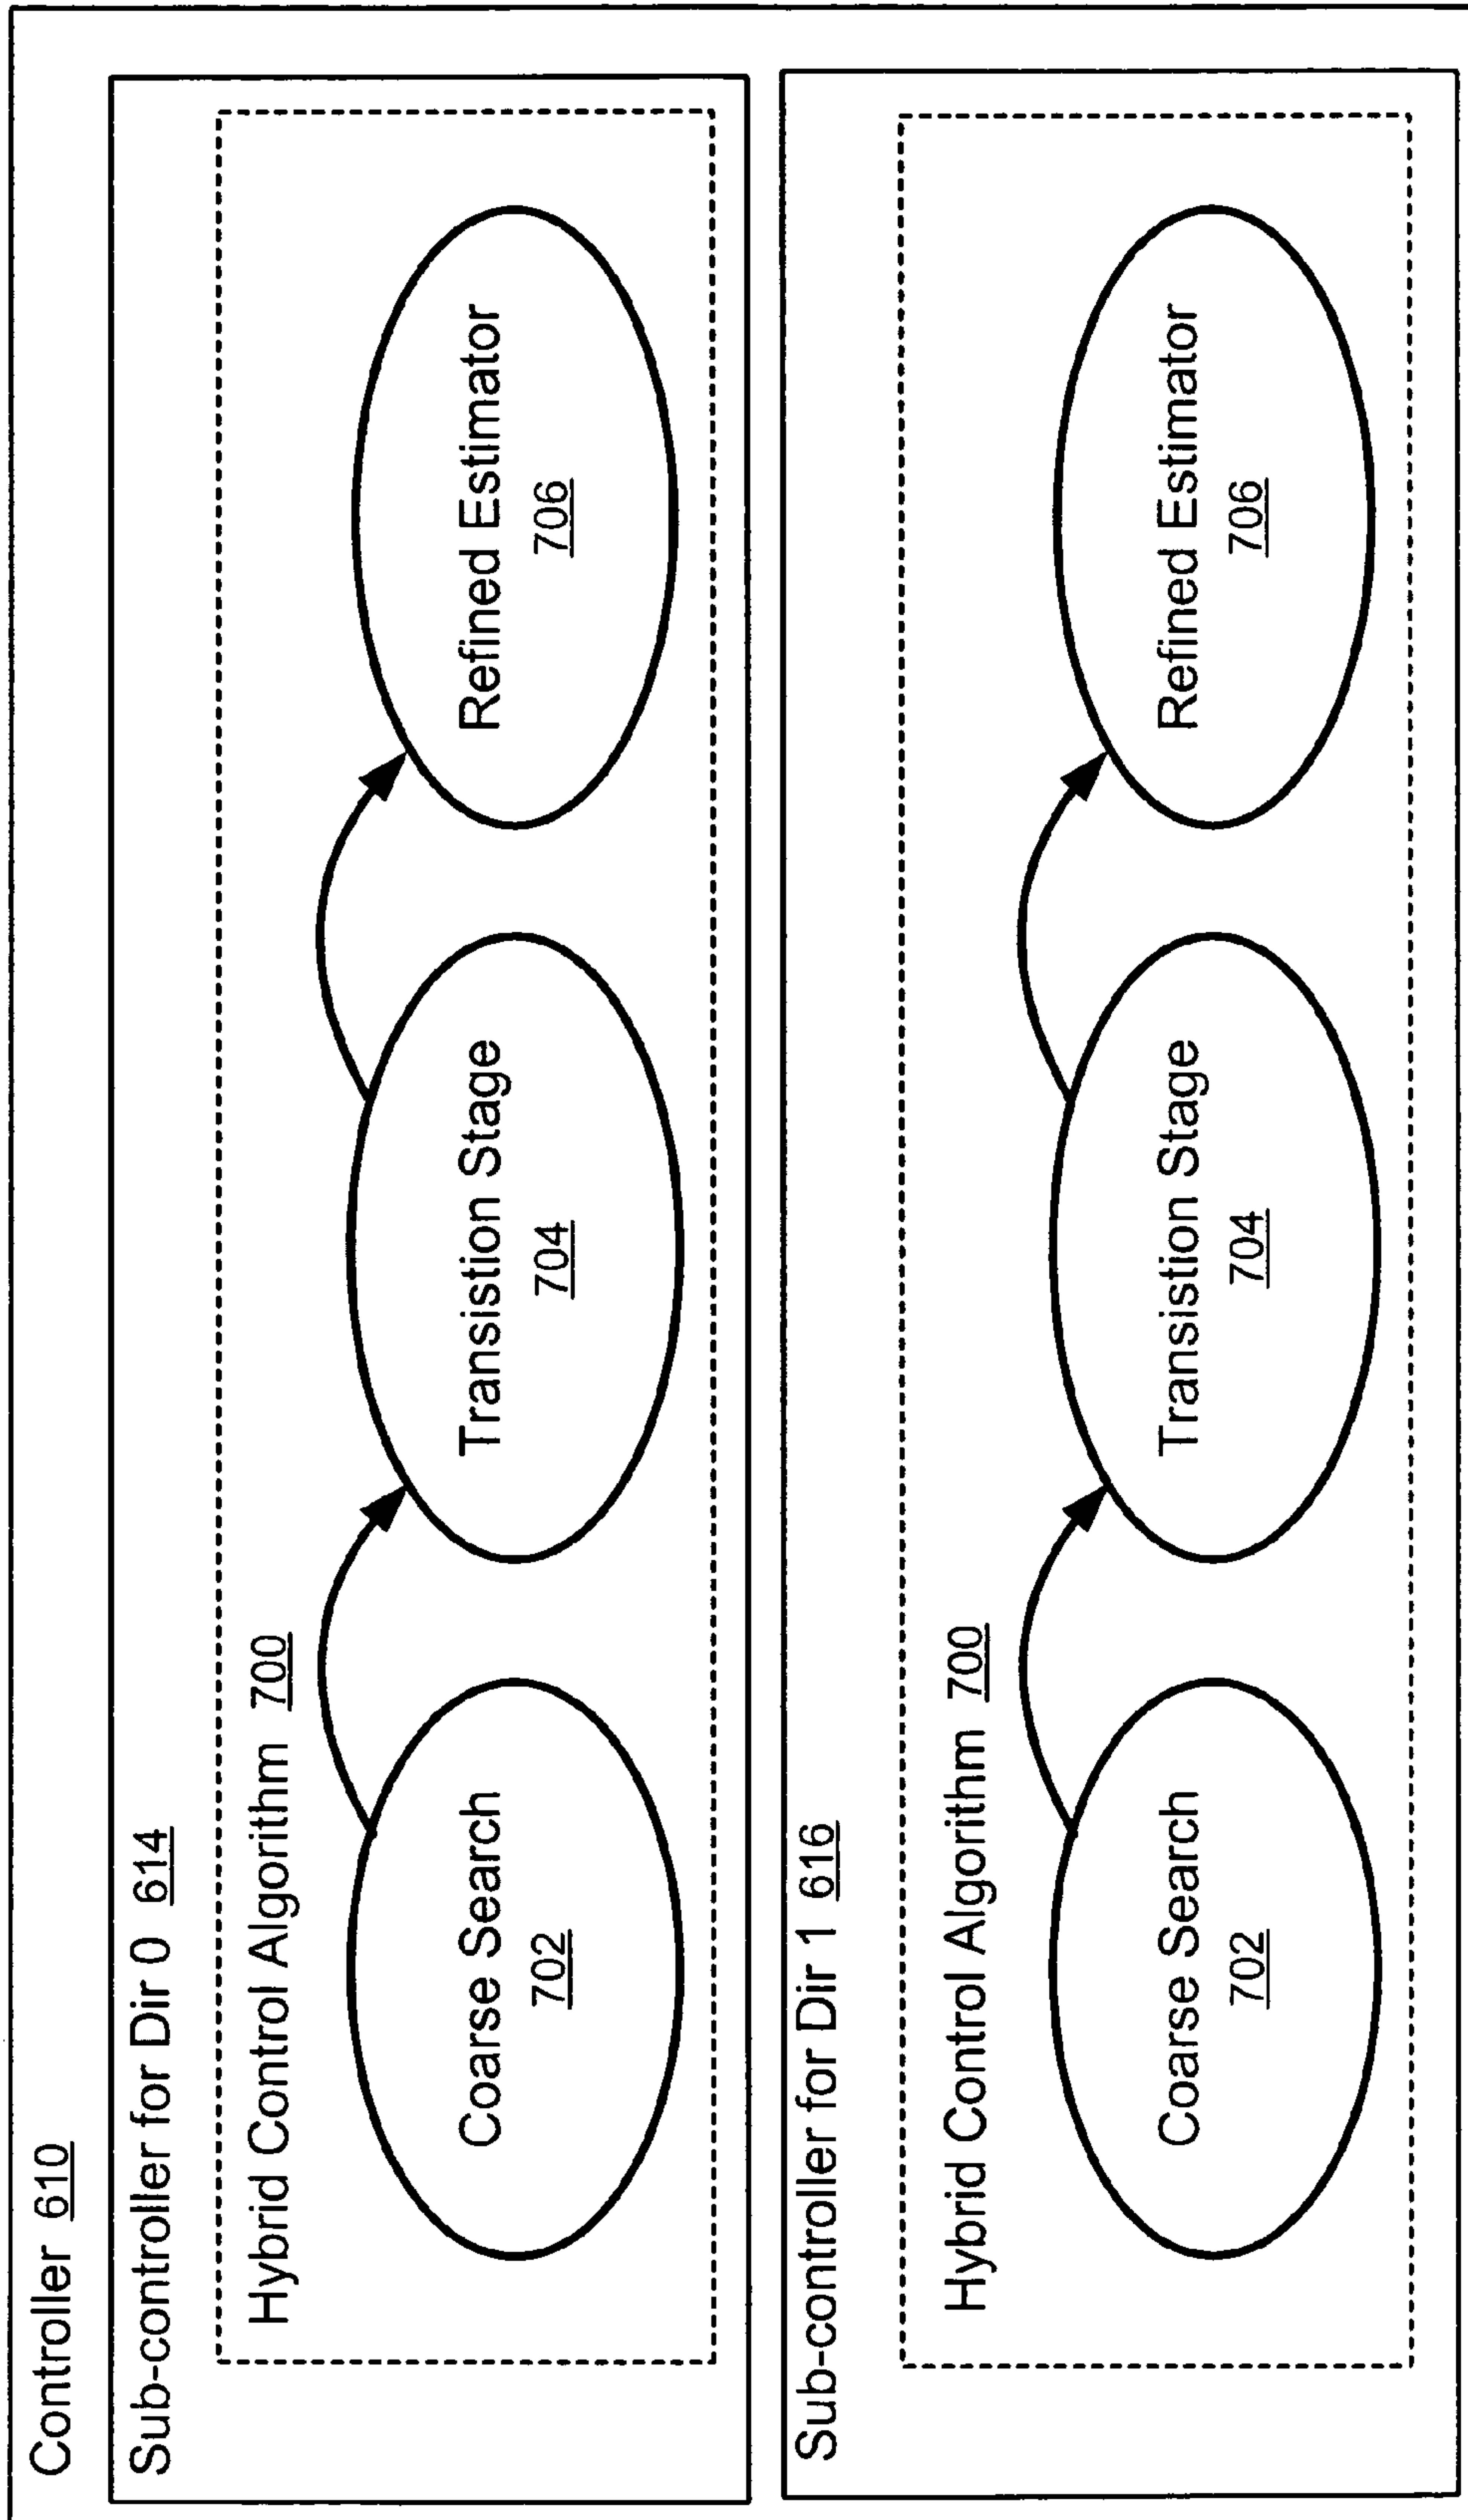 Controller 610
Sub-controller for Dir 0 614
Hybrid Control Algorithm 700
Coarse Search
702
Transistion Stage
704
Refined Estimator
706
Sub-controller for Dir 1 616
Hybrid Control Algorithm 700
Coarse Search
702
Transistion Stage
704
Refined Estimator
706